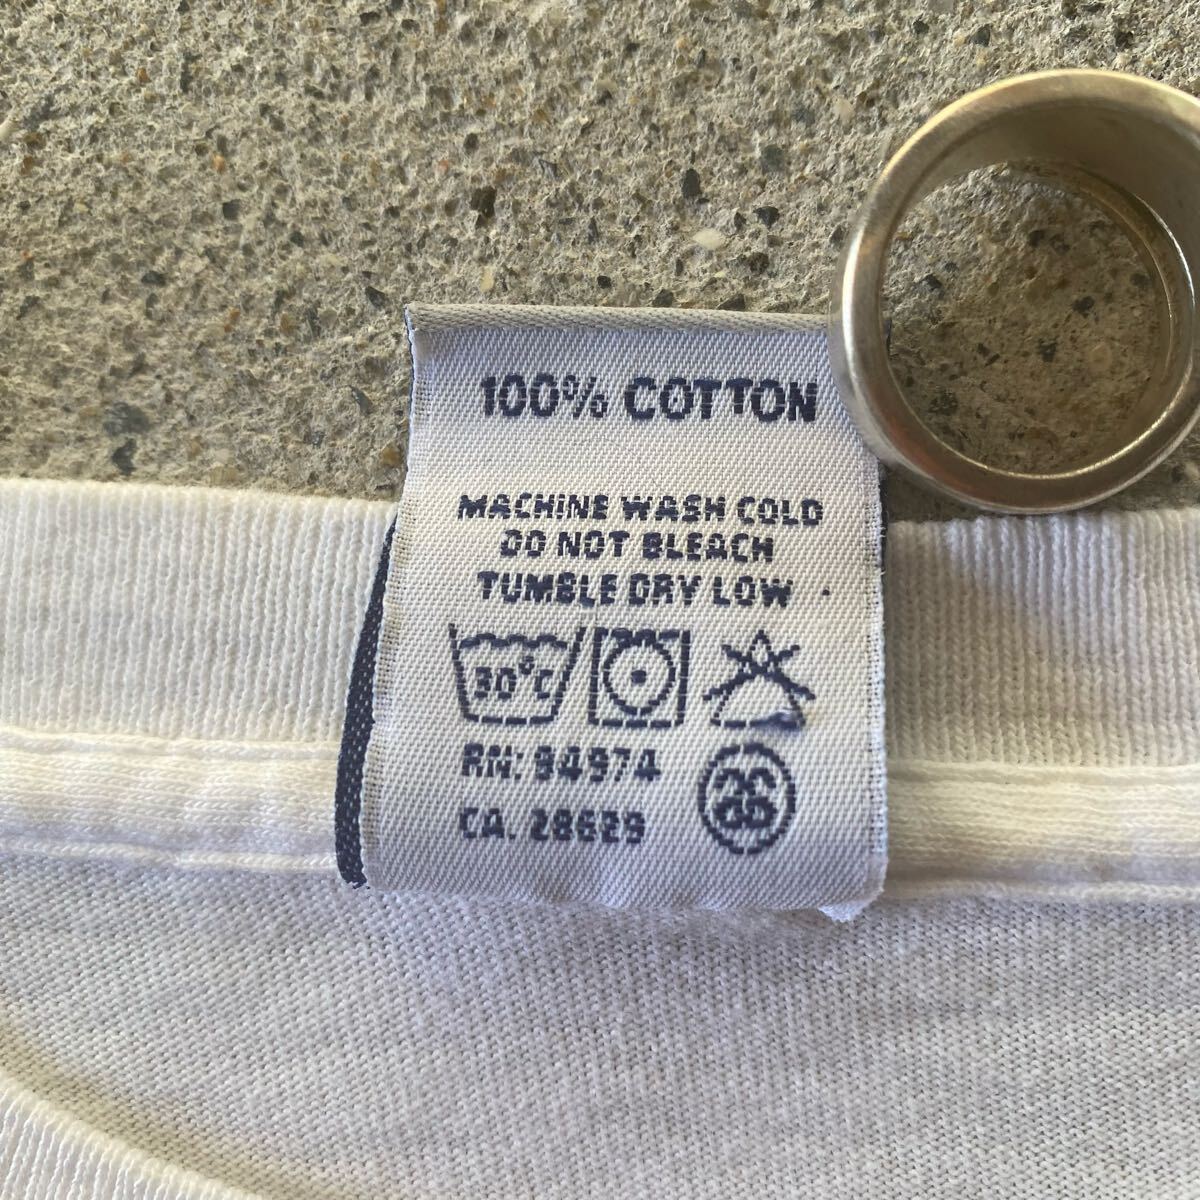 100% COTTON
MACHINE WASH COLD
DO NOT BLEACH
TUMBLE DRY LOW
30°C
RN: 94974
CA. 28629